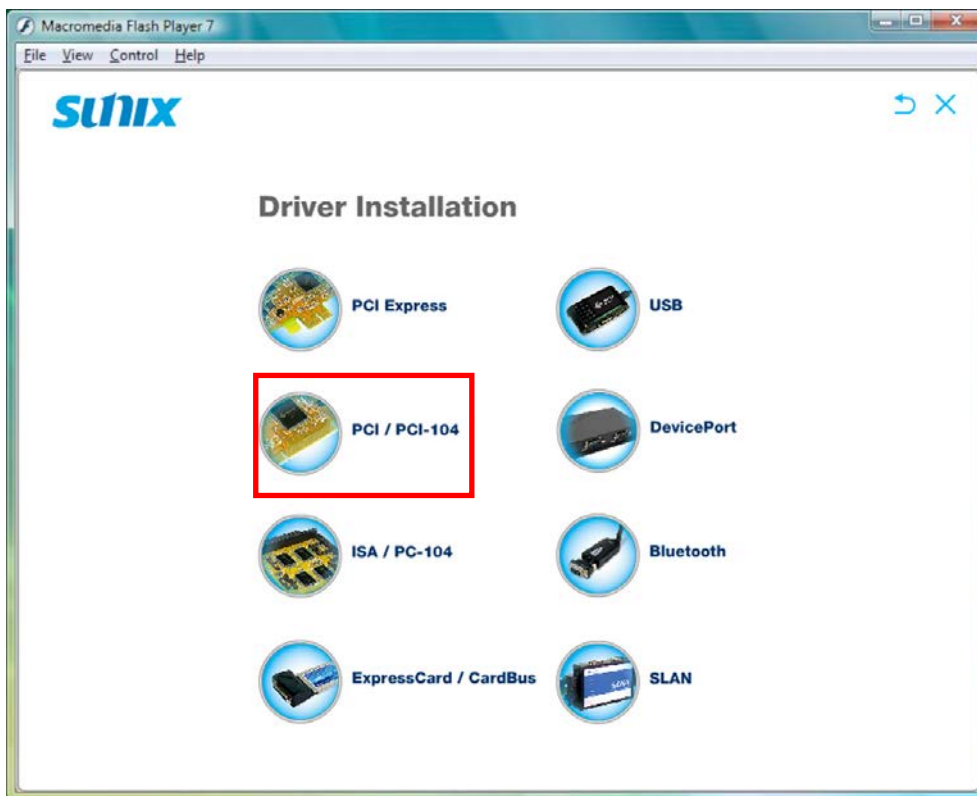 Macromedia Flash Player 7
File View Control Help
SUNIX
Driver Installation
PCI Express
USB
PCI / PCI-104
DevicePort
ISA / PC-104
Bluetooth
ExpressCard / CardBus
SLAN